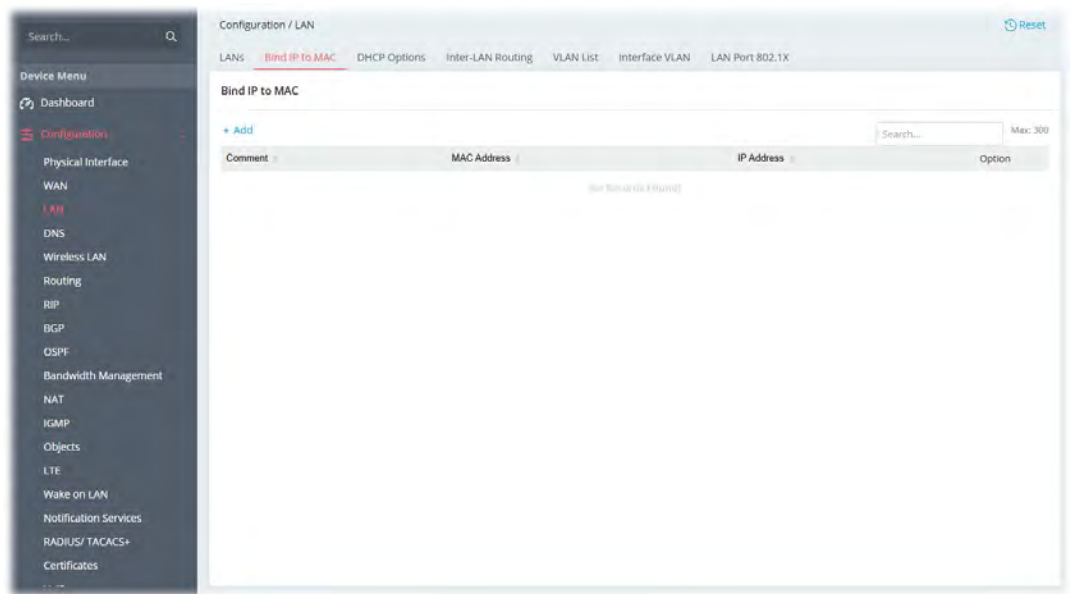 Search...
Device Menu
Dashboard
Configuration
Physical Interface
WAN
LAN
DNS
Wireless LAN
Routing
RIP
BGP
OSPF
Bandwidth Management
NAT
IGMP
Objects
LTE
Wake on LAN
Notification Services
RADIUS/ TACACS+
Certificates
Configuration / LAN
Reset
LANs Bind IP to MAC DHCP Options Inter-LAN Routing VLAN List Interface VLAN LAN Port 802.1X
Bind IP to MAC
+ Add
Search...
Max: 300
Comment MAC Address IP Address Option
No Records Found!